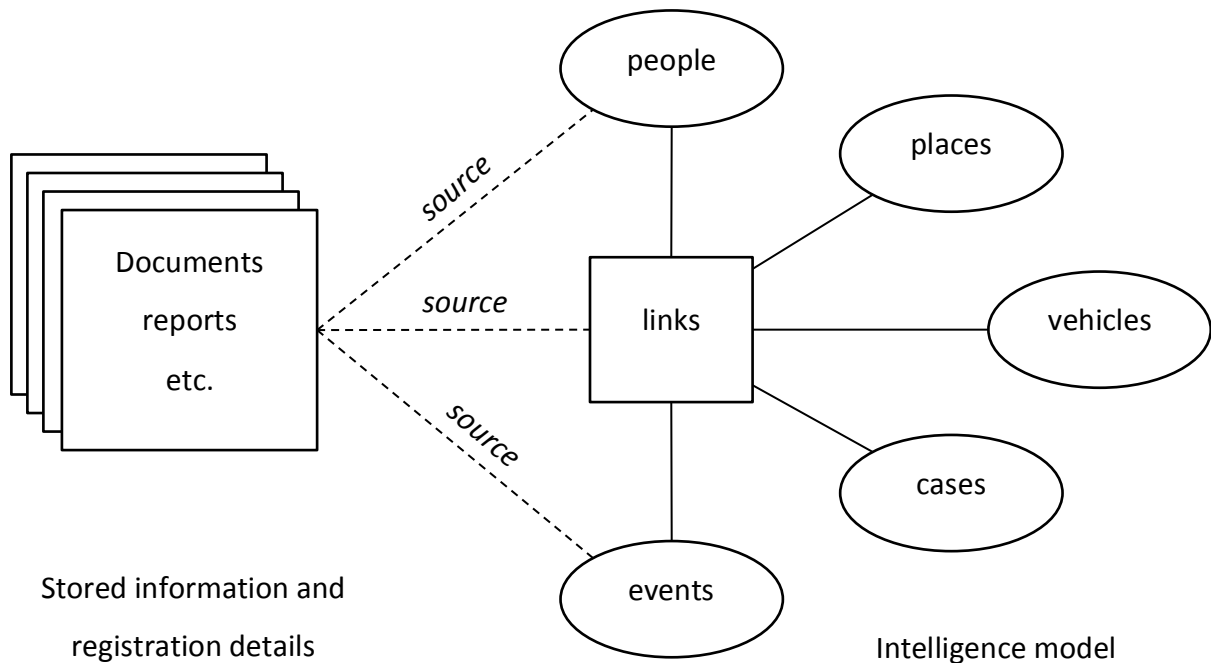 people
places
source
Documents
reports
etc.
source
links
vehicles
source
cases
events
Stored information and
registration details
Intelligence model